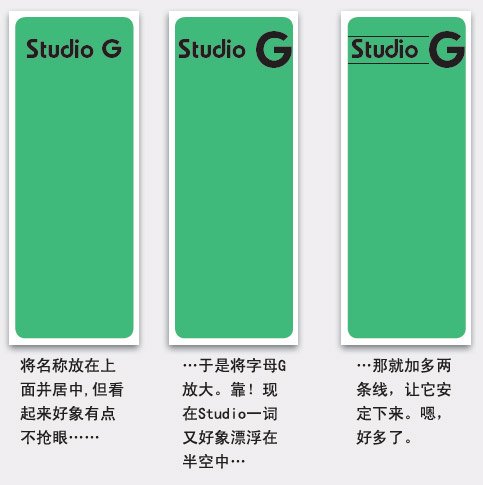 Studio G
Studio G
Studio G
将名称放在上
面并居中,但看
起来好象有点
不抢眼……
…于是将字母G
放大。靠！现
在Studio一词
又好象漂浮在
半空中…
…那就加多两
条线，让它安
定下来。嗯，
好多了。